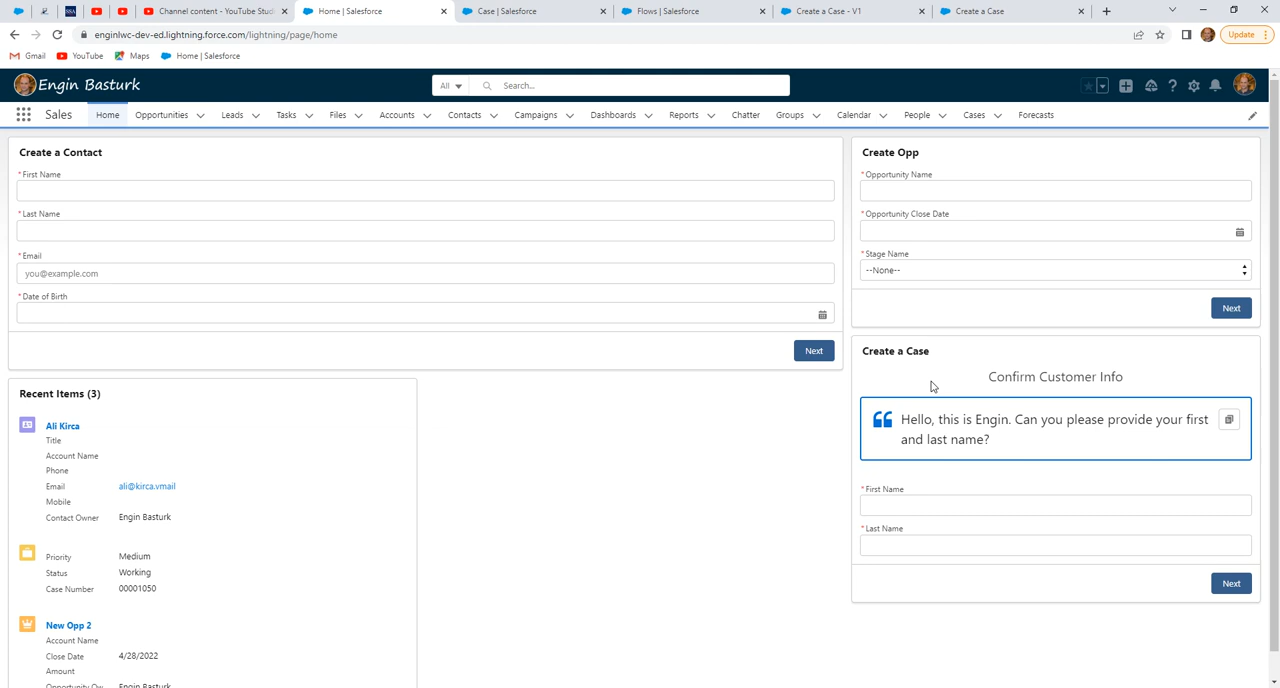 Channel content - YouTube Stud
Home | Salesforce
Case | Salesforce
Flows | Salesforce
Create a Case - V1
Create a Case
enginlwc-dev-ed.lightning.force.com/lightning/page/home
Update
Gmail
YouTube
Maps
Home | Salesforce
Engin Basturk
All
Search...
Sales
Home
Opportunities
Leads
Tasks
Files
Accounts
Contacts
Campaigns
Dashboards
Reports
Chatter
Groups
Calendar
People
Cases
Forecasts
Create a Contact
* First Name
* Last Name
* Email
you@example.com
* Date of Birth
Next
Recent Items (3)
Ali Kirca
Title
Account Name
Phone
Email ali@kirca.vmail
Mobile
Contact Owner Engin Basturk
Priority Medium
Status Working
Case Number 00001050
New Opp 2
Account Name
Close Date 4/28/2022
Amount
Opportunity Ow Engin Basturk
Create Opp
* Opportunity Name
* Opportunity Close Date
* Stage Name
--None--
Next
Create a Case
Confirm Customer Info
Hello, this is Engin. Can you please provide your first
and last name?
* First Name
* Last Name
Next